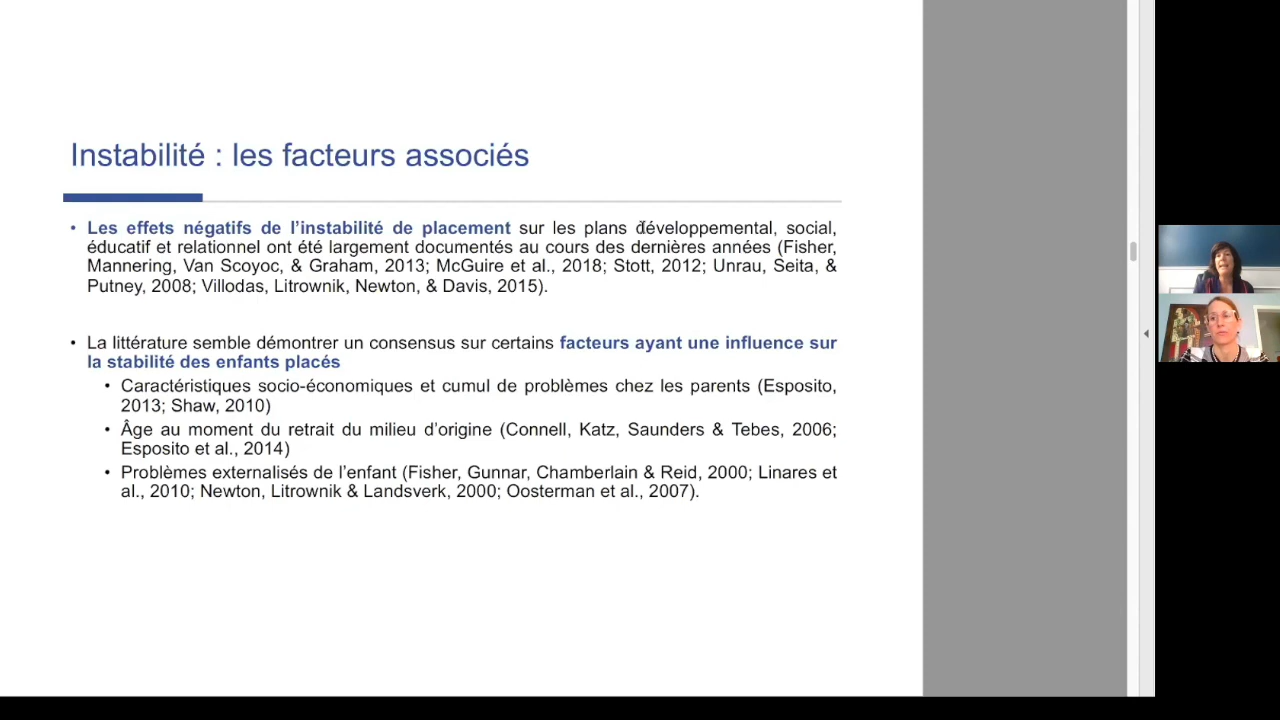 Instabilité : les facteurs associés
• Les effets négatifs de l’instabilité de placement sur les plans développemental, social,
éducatif et relationnel ont été largement documentés au cours des dernières années (Fisher,
Mannering, Van Scoyoc, & Graham, 2013; McGuire et al., 2018; Stott, 2012; Unrau, Seita, &
Putney, 2008; Villodas, Litrownik, Newton, & Davis, 2015).
• La littérature semble démontrer un consensus sur certains facteurs ayant une influence sur
la stabilité des enfants placés
• Caractéristiques socio-économiques et cumul de problèmes chez les parents (Esposito,
2013; Shaw, 2010)
• Âge au moment du retrait du milieu d’origine (Connell, Katz, Saunders & Tebes, 2006;
Esposito et al., 2014)
• Problèmes externalisés de l’enfant (Fisher, Gunnar, Chamberlain & Reid, 2000; Linares et
al., 2010; Newton, Litrownik & Landsverk, 2000; Oosterman et al., 2007).